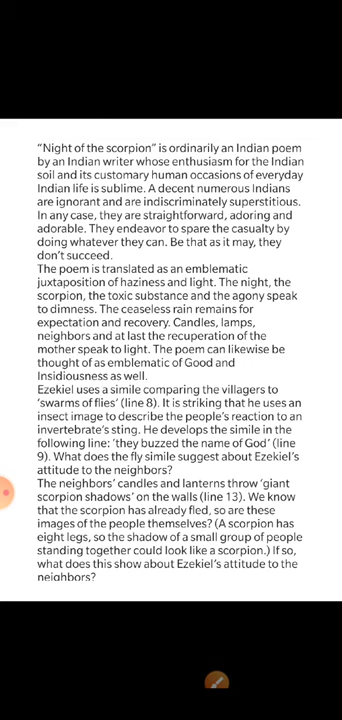 “Night of the scorpion” is ordinarily an Indian poem
by an Indian writer whose enthusiasm for the Indian
soil and its customary human occasions of everyday
Indian life is sublime. A decent numerous Indians
are ignorant and are indiscriminately superstitious.
In any case, they are straightforward, adoring and
adorable. They endeavor to spare the casualty by
doing whatever they can. Be that as it may, they
don’t succeed.
The poem is translated as an emblematic
juxtaposition of haziness and light. The night, the
scorpion, the toxic substance and the agony speak
to dimness. The ceaseless rain remains for
expectation and recovery. Candles, lamps,
neighbors and at last the recuperation of the
mother speak to light. The poem can likewise be
thought of as emblematic of Good and
Insidiousness as well.
Ezekiel uses a simile comparing the villagers to
‘swarms of flies’ (line 8). It is striking that he uses an
insect image to describe the people’s reaction to an
invertebrate’s sting. He develops the simile in the
following line: ‘they buzzed the name of God’ (line
9). What does the fly simile suggest about Ezekiel’s
attitude to the neighbors?
The neighbors’ candles and lanterns throw ‘giant
scorpion shadows’ on the walls (line 13). We know
that the scorpion has already fled, so are these
images of the people themselves? (A scorpion has
eight legs, so the shadow of a small group of people
standing together could look like a scorpion.) If so,
what does this show about Ezekiel’s attitude to the
neighbors?